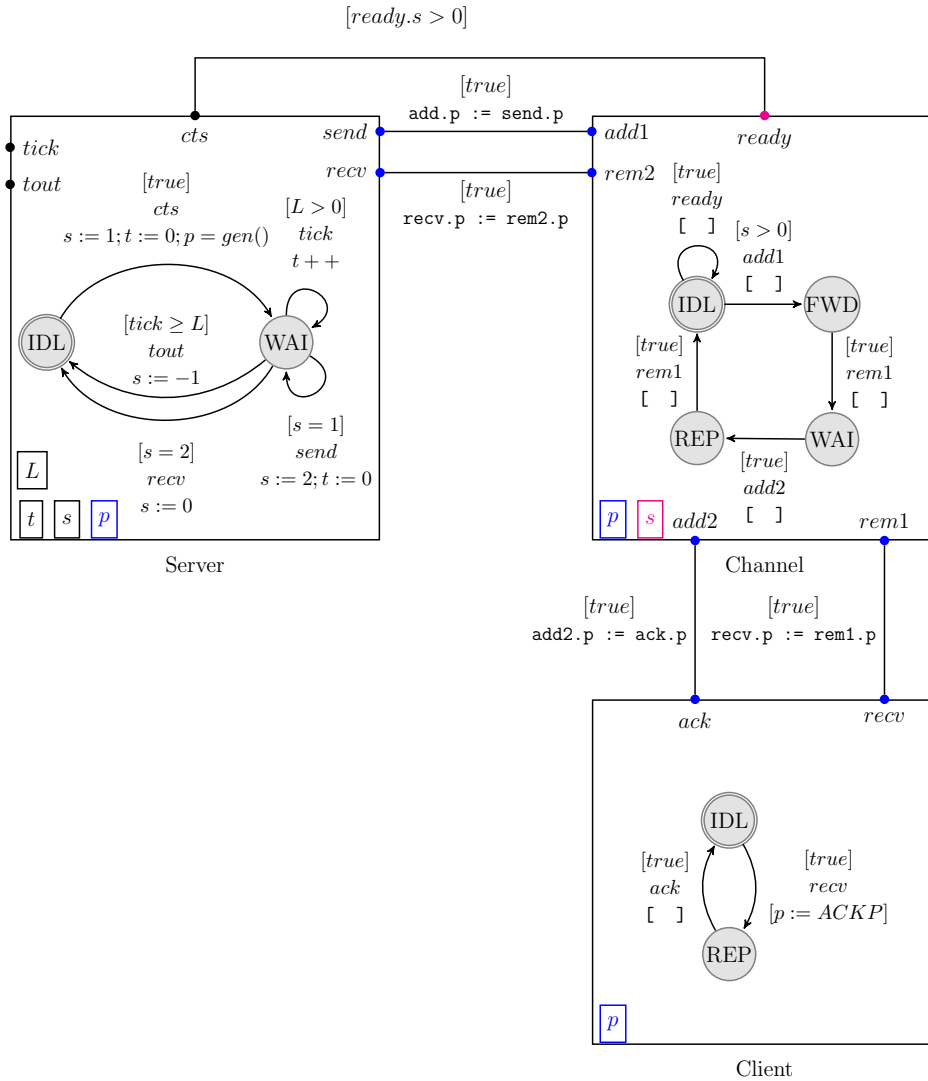 [ready.s > 0]
[true]
add.p := send.p
cts
send
add1
ready
tick
recv
rem2
tout
[true]
cts
s := 1; t := 0; p = gen()
[L > 0]
tick
t + +
[true]
recv.p := rem2.p
[true]
ready
[ ]
[s > 0]
add1
[ ]
IDL
FWD
IDL
[tick ≥ L]
tout
s := −1
WAI
[true]
rem1
[ ]
[true]
rem1
[ ]
REP
WAI
[s = 2]
recv
s := 0
[s = 1]
send
s := 2; t := 0
[true]
add2
[ ]
L
t
s
p
p
s
add2
rem1
Server
Channel
[true]
add2.p := ack.p
[true]
recv.p := rem1.p
ack
recv
IDL
[true]
ack
[ ]
[true]
recv
[p := ACKP]
REP
p
Client